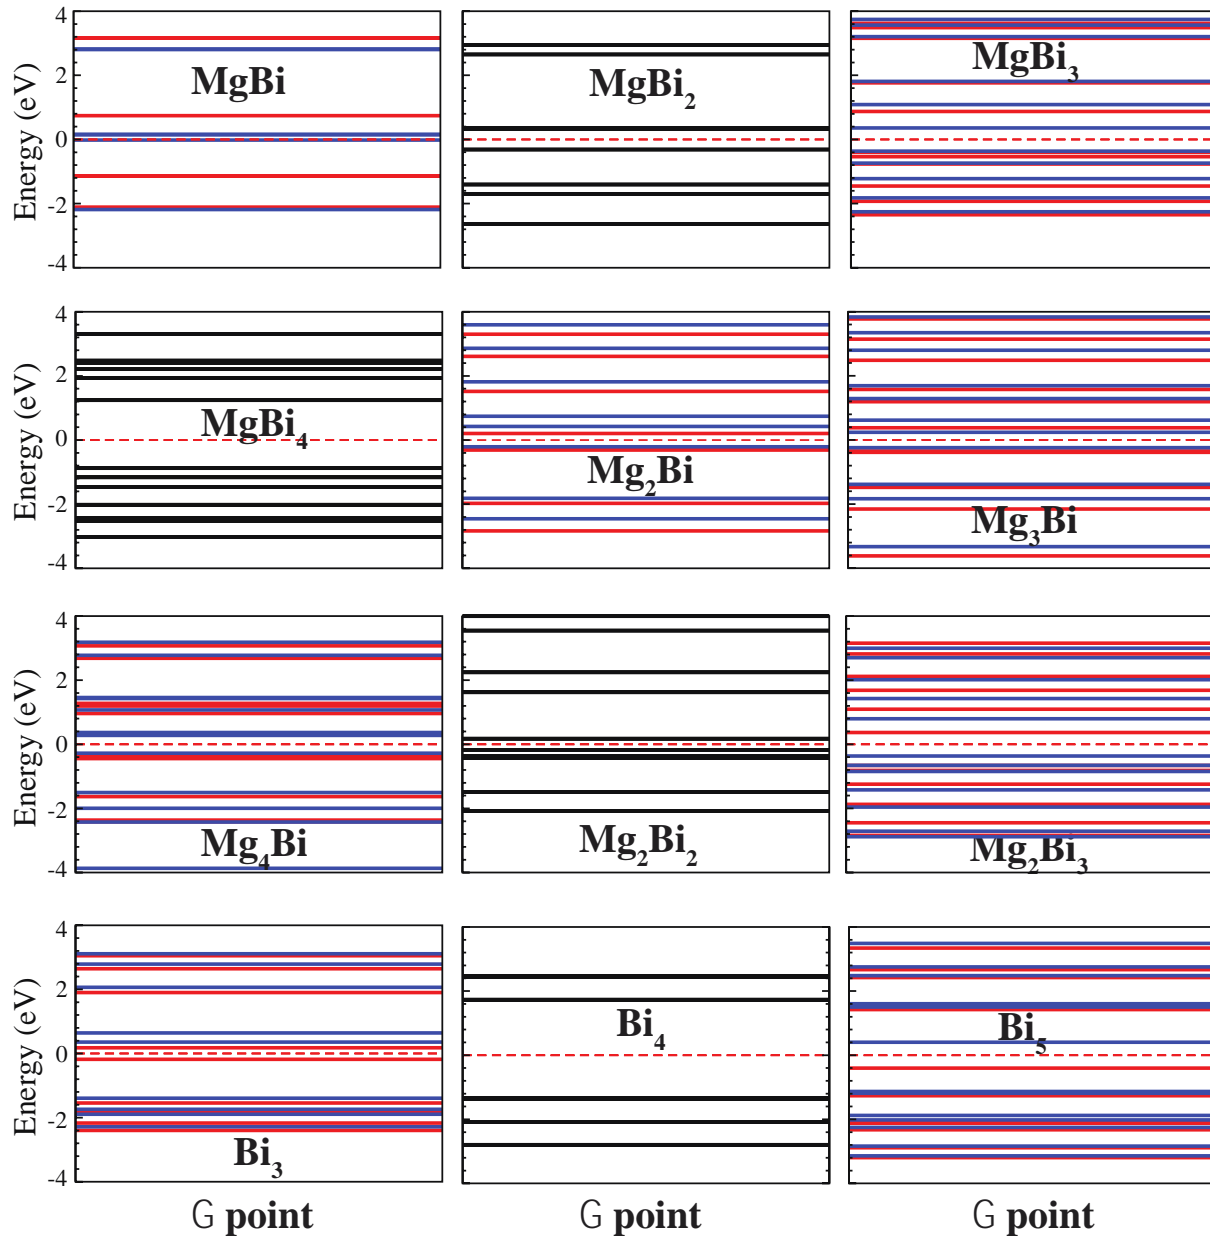 4
2
0
-2
-4
Energy (eV)
MgBi
MgBi₂
MgBi₃
4
2
0
-2
-4
Energy (eV)
MgBi₄
Mg₂Bi
Mg₃Bi
4
2
0
-2
-4
Energy (eV)
Mg₄Bi
Mg₂Bi₂
Mg₂Bi₃
4
2
0
-2
-4
Energy (eV)
Bi₃
Bi₄
Bi₅
G point
G point
G point